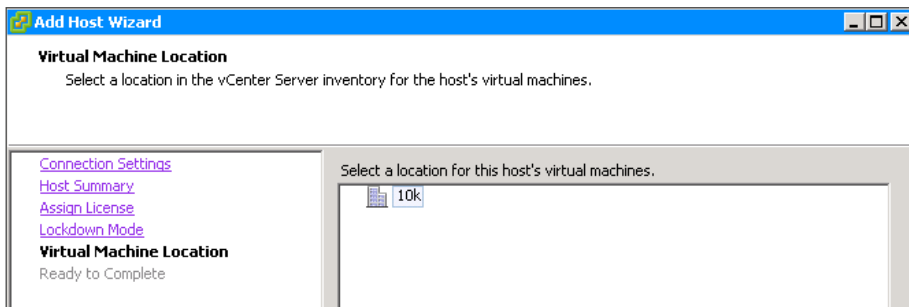 Add Host Wizard
Virtual Machine Location
Select a location in the vCenter Server inventory for the host's virtual machines.
Connection Settings
Host Summary
Assign License
Lockdown Mode
Virtual Machine Location
Ready to Complete
Select a location for this host's virtual machines.
10k